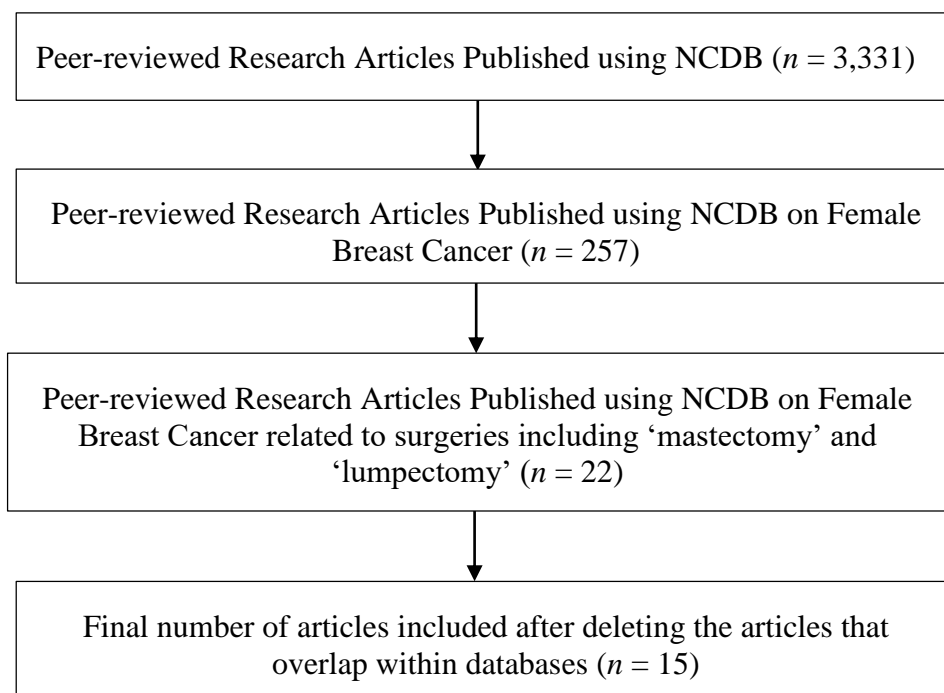 Peer-reviewed Research Articles Published using NCDB (n = 3,331)
Peer-reviewed Research Articles Published using NCDB on Female
Breast Cancer (n = 257)
Peer-reviewed Research Articles Published using NCDB on Female
Breast Cancer related to surgeries including ‘mastectomy’ and
‘lumpectomy’ (n = 22)
Final number of articles included after deleting the articles that
overlap within databases (n = 15)